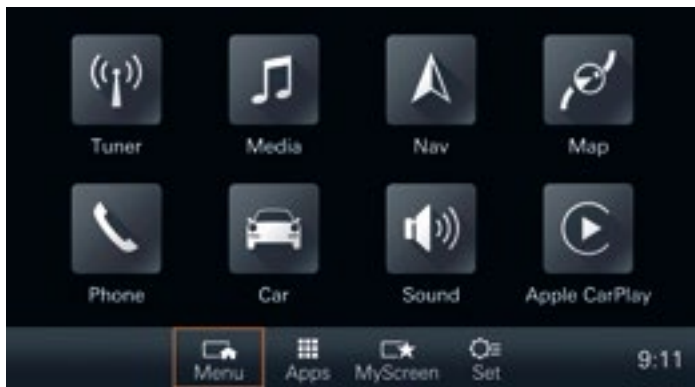 Tuner Media Nav Map
Phone Car Sound Apple CarPlay
Menu Apps MyScreen Set 9:11